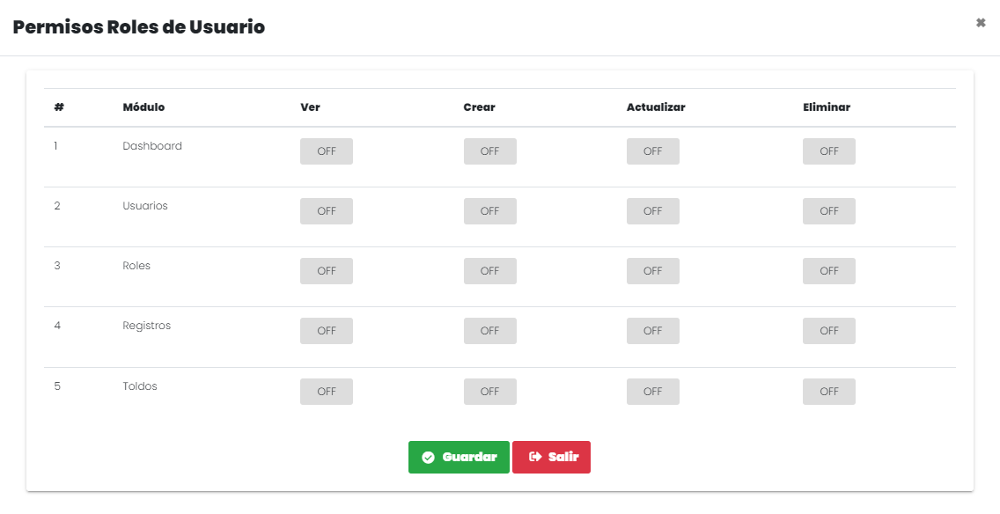 Permisos Roles de Usuario ✖
# Módulo Ver Crear Actualizar Eliminar
1 Dashboard OFF OFF OFF OFF
2 Usuarios OFF OFF OFF OFF
3 Roles OFF OFF OFF OFF
4 Registros OFF OFF OFF OFF
5 Toldos OFF OFF OFF OFF
Guardar Salir